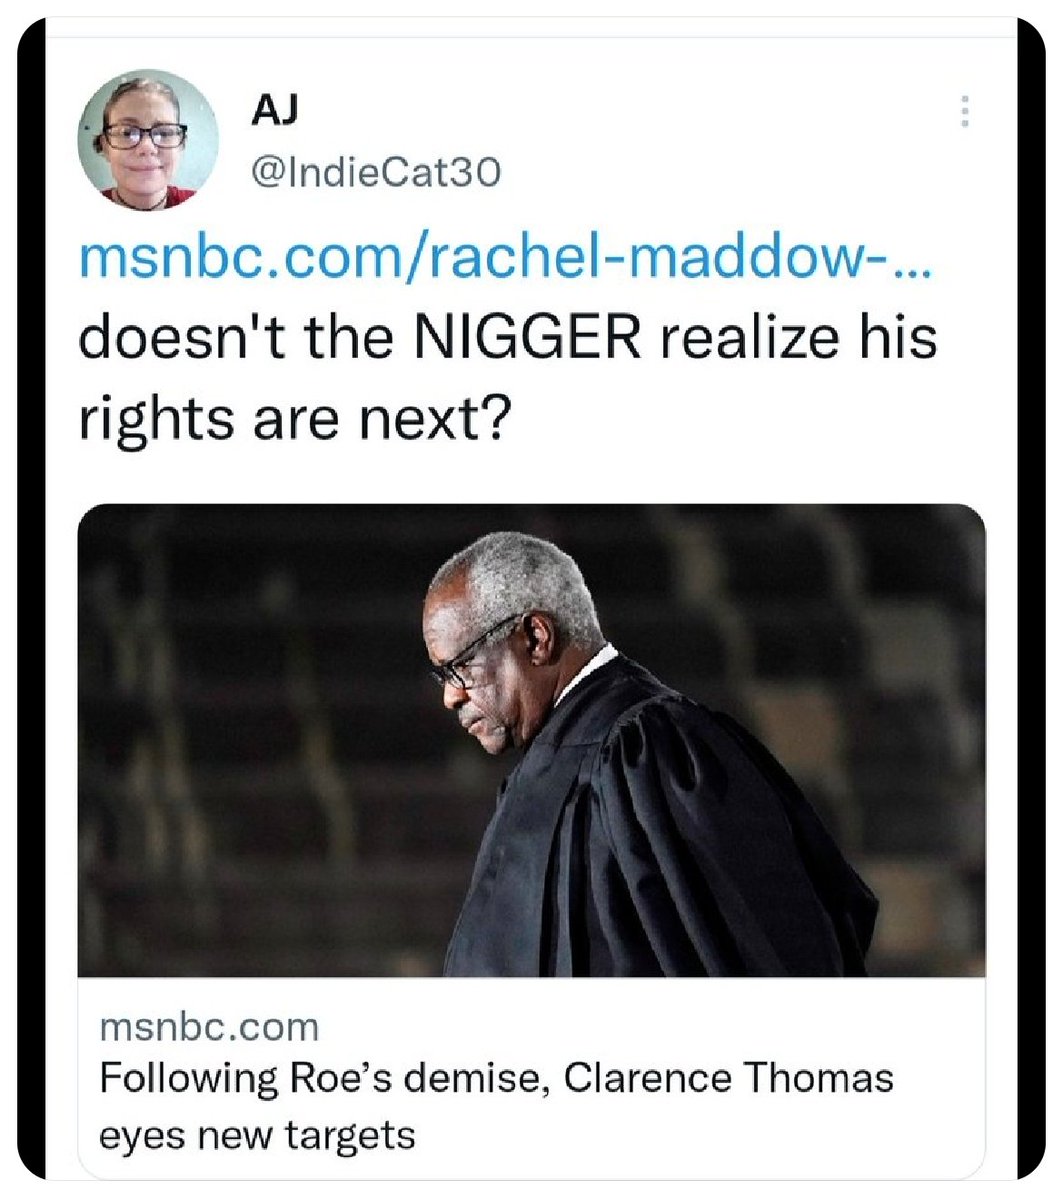 AJ
@IndieCat30
msnbc.com/rachel-maddow-...
doesn't the NIGGER realize his
rights are next?
msnbc.com
Following Roe’s demise, Clarence Thomas
eyes new targets